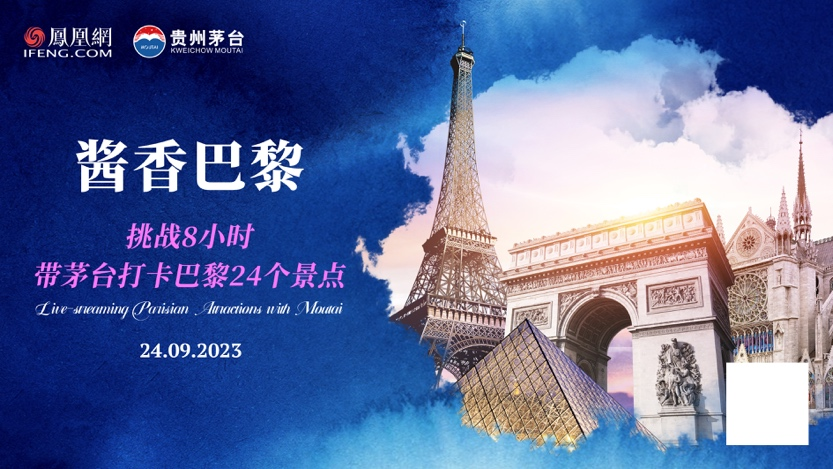 鳳凰網
IFENG.COM
MOUTAI
贵州茅台
KWEICHOW MOUTAI
酱香巴黎
挑战8小时
带茅台打卡巴黎24个景点
Live-streaming Parisian Attractions with Moutai
24.09.2023